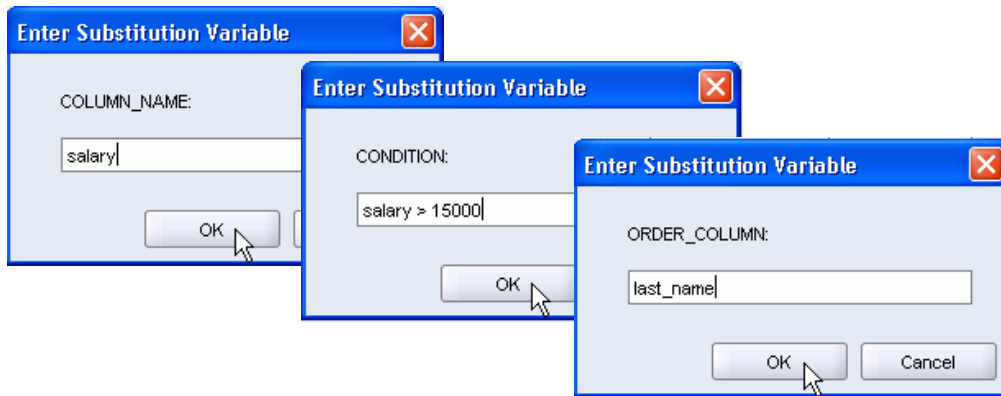 Enter Substitution Variable
COLUMN_NAME:
salary
OK
Enter Substitution Variable
CONDITION:
salary > 15000
OK
Enter Substitution Variable
ORDER_COLUMN:
last_name
OK
Cancel